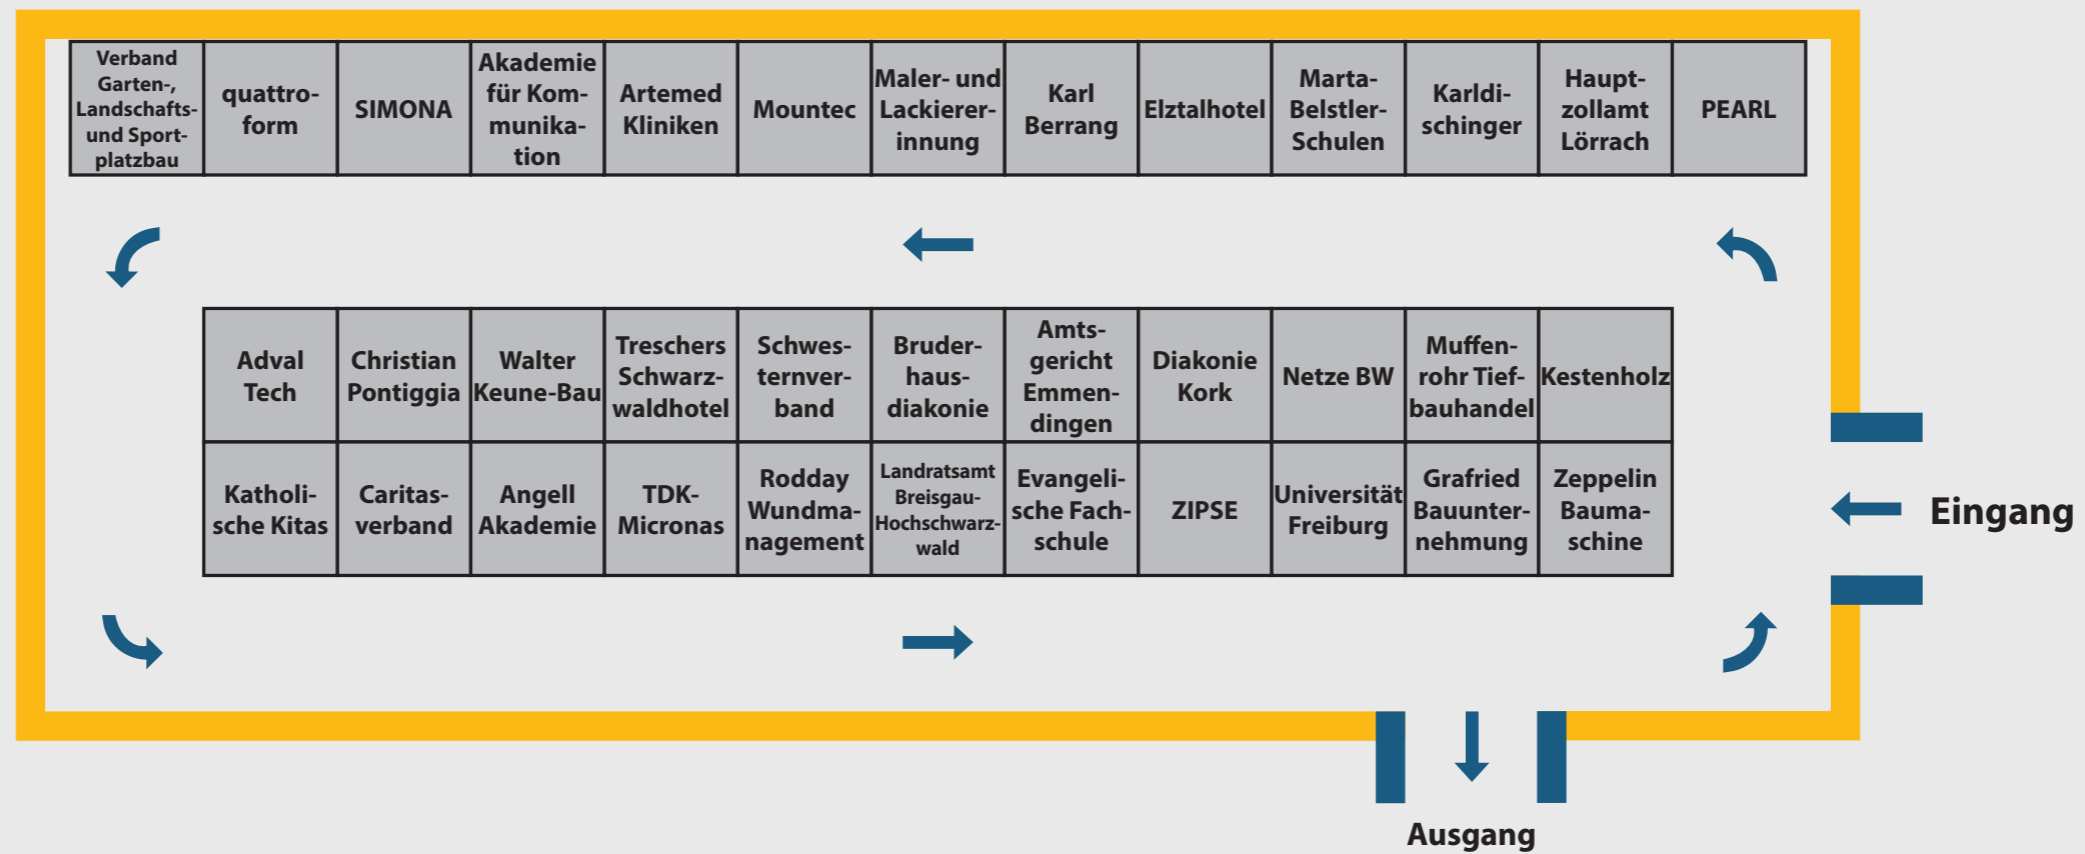 Verband
Garten-,
Landschafts-
und Sport-
platzbau
quattro-
form
SIMONA
Akademie
für Kom-
munika-
tion
Artemed
Kliniken
Mountec
Maler- und
Lackierer-
innung
Karl
Berrang
Elztalhotel
Marta-
Belstler-
Schulen
Karldi-
schinger
Haupt-
zollamt
Lörrach
PEARL
Adval
Tech
Christian
Pontiggia
Walter
Keune-Bau
Treschers
Schwarz-
waldhotel
Schwes-
ternver-
band
Bruder-
haus-
diakonie
Amts-
gericht
Emmen-
dingen
Diakonie
Kork
Netze BW
Muffen-
rohr Tief-
bauhandel
Kestenholz
Katholi-
sche Kitas
Caritas-
verband
Angell
Akademie
TDK-
Micronas
Rodday
Wundma-
nagement
Landratsamt
Breisgau-
Hochschwarz-
wald
Evangeli-
sche Fach-
schule
ZIPSE
Universität
Freiburg
Grafried
Bauunter-
nehmung
Zeppelin
Bauma-
schine
Eingang
Ausgang